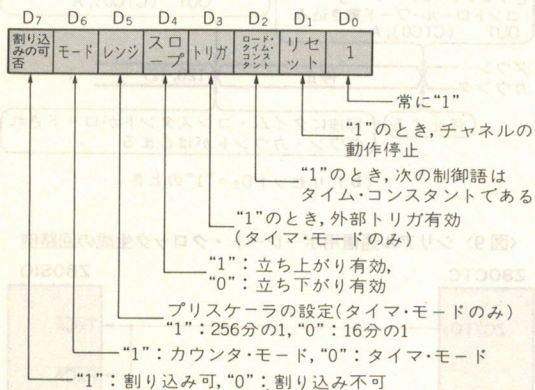 D₇ D₆ D₅ D₄ D₃ D₂ D₁ D₀
割り込みの可否 モード レンジ スロープ トリガ ロード・タイム・コンスタント リセット 1
常に“1”
“1”のとき, チャネルの
動作停止
“1”のとき, 次の制御語は
タイム・コンスタントである
“1”のとき, 外部トリガ有効
(タイマ・モードのみ)
“1”：立ち上がり有効,
“0”：立ち下がり有効
プリスケーラの設定(タイマ・モードのみ)
“1”：256分の1, “0”：16分の1
“1”：カウンタ・モード, “0”：タイマ・モード
“1”：割り込み可, “0”：割り込み不可